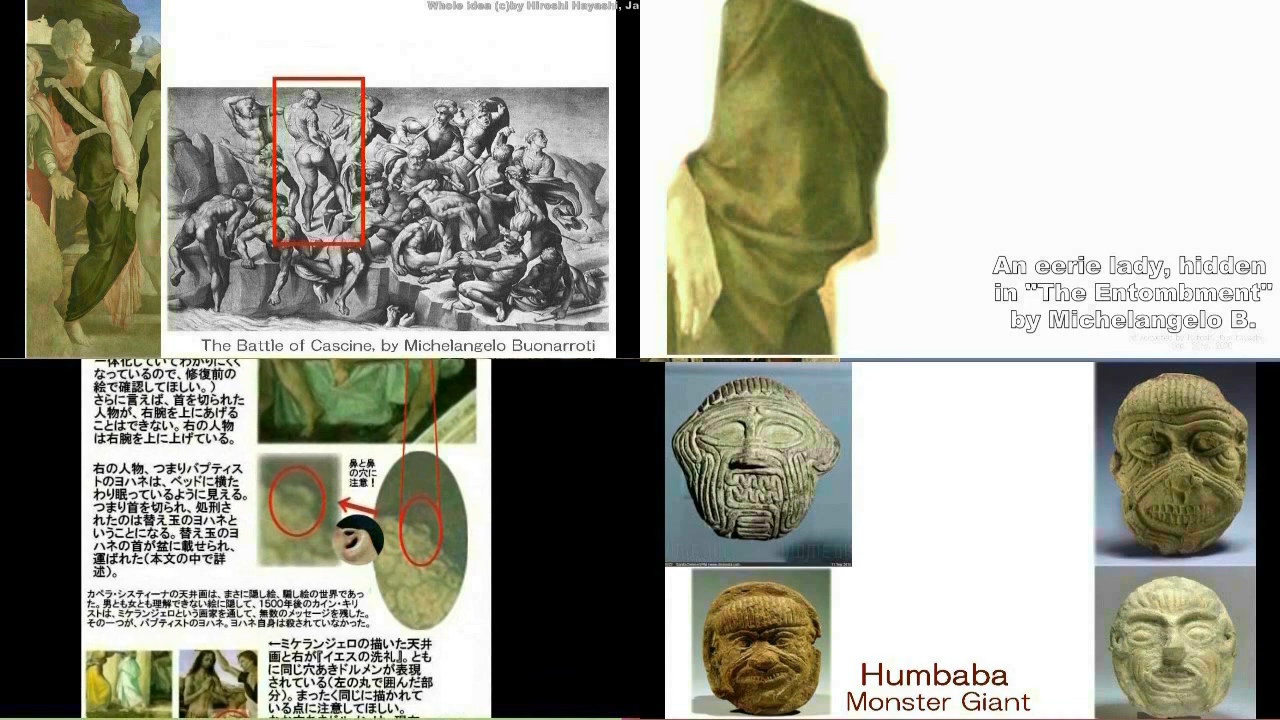 Whole idea (c)by Hiroshi Hayashi, Ja
The Battle of Cascine, by Michelangelo Buonarroti
An eerie lady, hidden
in "The Entombment"
by Michelangelo B.
一体化していてわかりにくく
なっているので、修復前の
絵で確認してほしい。)
さらに言えば、首を切られた
人物が、右腕を上にあげる
ことはできない。右の人物
は右腕を上に上げている。
右の人物、つまりバプティス
トのヨハネは、ベッドに横た
わり眠っているように見える。
つまり首を切られ、処刑さ
れたのは替え玉のヨハネと
いうことになる。替え玉のヨ
ハネの首が盆に載せられ、
運ばれた(本文の中で詳
述)。
鼻と鼻
の穴に
注意!
カペラ・システィーナの天井画は、まさに隠し絵、騙し絵の世界であっ
た。男とも女とも理解できない絵に隠して、1500年後のカイン・キリ
ストは、ミケランジェロという画家を通して、無数のメッセージを残した。
その一つが、バプティストのヨハネ。ヨハネ自身は殺されていなかった。
←ミケランジェロの描いた天井
画と右が『イエスの洗礼』。とも
に同じ穴あきドルメンが表現
されている(左の丸で囲んだ部
分)。まったく同じに描かれて
いる点に注意してほしい。
Humbaba
Monster Giant